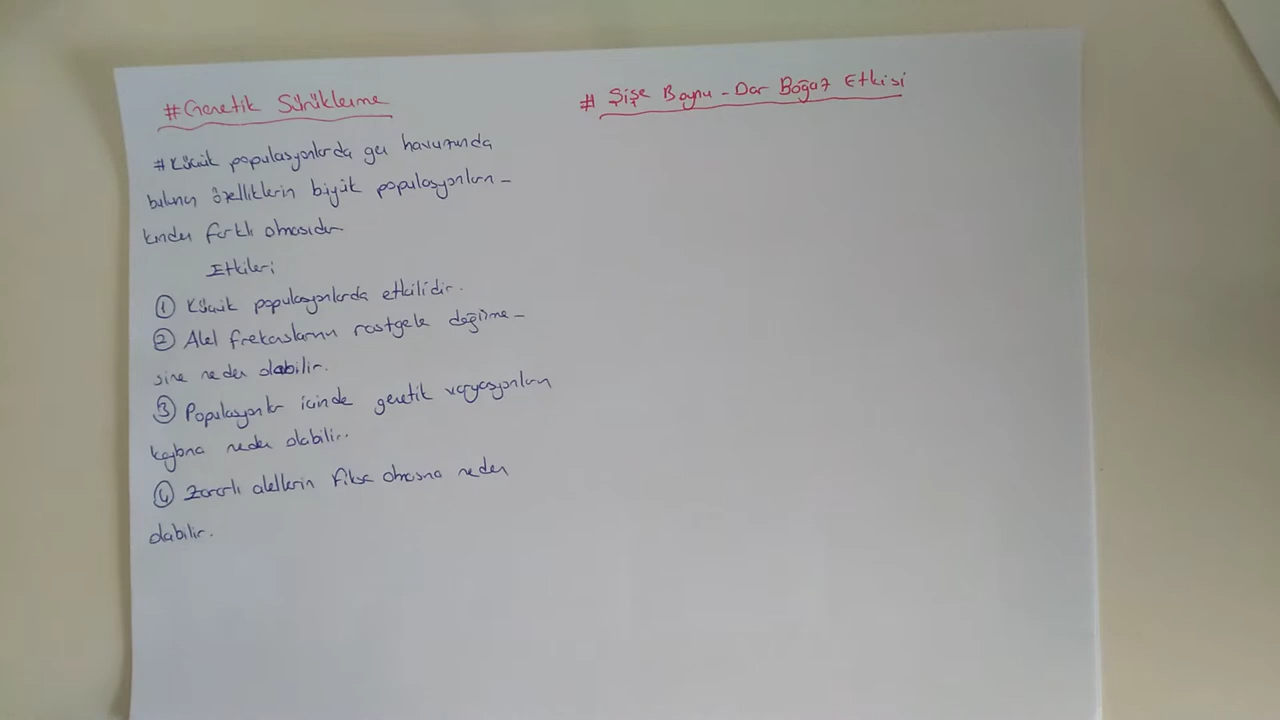 #Genetik Sürüklenme
#Küçük populasyonlarda gen havuzunda
bulunan özelliklerin büyük populasyonların-
kinden farklı olmasıdır
Etkileri
① Küçük populasyonlarda etkilidir.
② Alel frekanslarının rastgele değişme-
sine neden olabilir.
③ Populasyonlar içinde genetik varyasyonların
kaybına neden olabilir.
④ Zararlı alellerin fikse olmasına neden
olabilir.
# Şişe Boynu - Dar Boğaz Etkisi